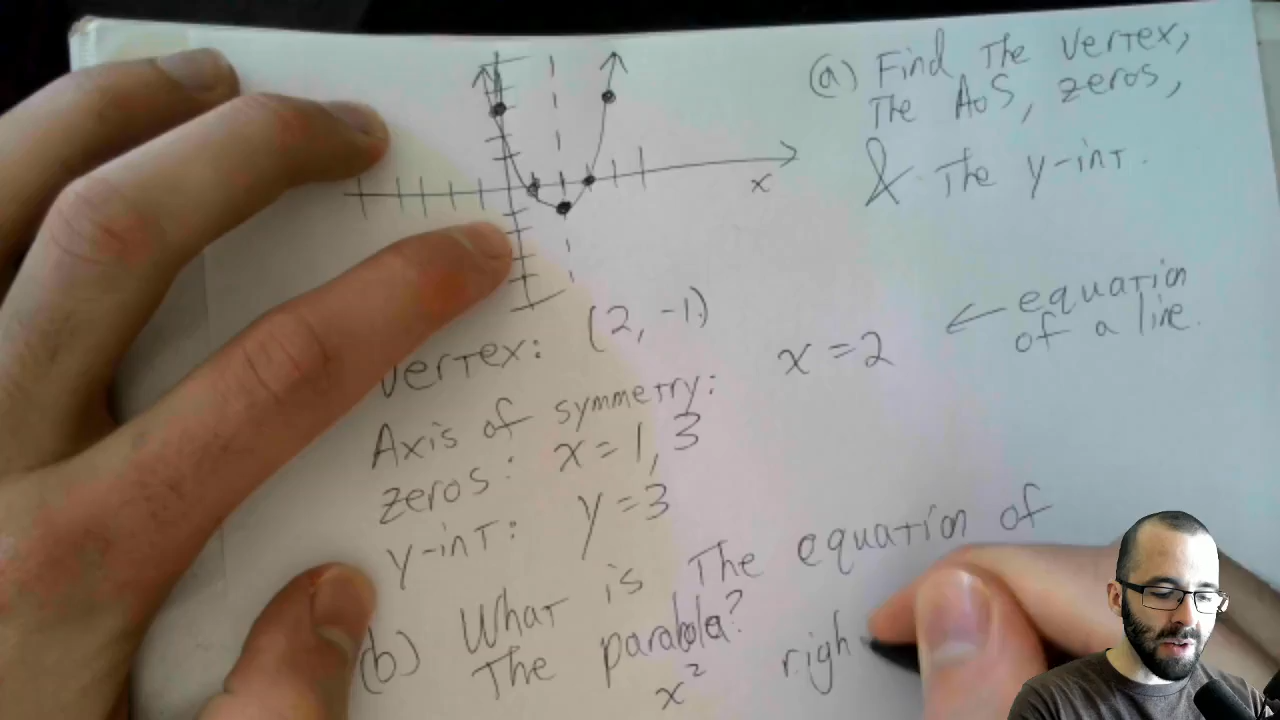 (a) Find The Vertex,
The AoS, zeros,
& The y-int.
x
Vertex: (2, -1)
Axis of symmetry: x = 2 ← equation
of a line.
zeros: x = 1, 3
y-int: y = 3
(b) What is The equation of
The parabola?
x² righ